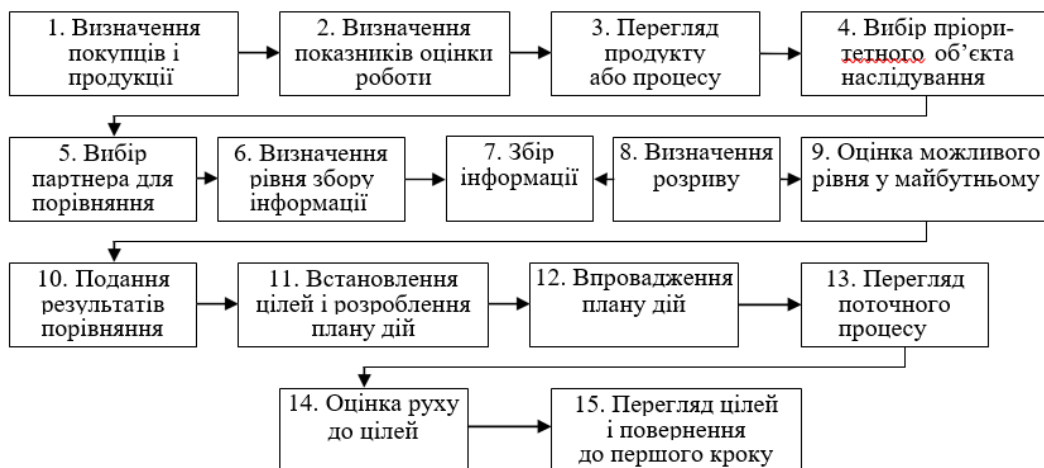 1. Визначення
покупців і
продукції
2. Визначення
показників оцінки
роботи
3. Перегляд
продукту
або процесу
4. Вибір пріори-
тетного об’єкта
наслідування
5. Вибір
партнера для
порівняння
6. Визначення
рівня збору
інформації
7. Збір
інформації
8. Визначення
розриву
9. Оцінка можливого
рівня у майбутньому
10. Подання
результатів
порівняння
11. Встановлення
цілей і розроблення
плану дій
12. Впровадження
плану дій
13. Перегляд
поточного
процесу
14. Оцінка руху
до цілей
15. Перегляд цілей
і повернення
до першого кроку